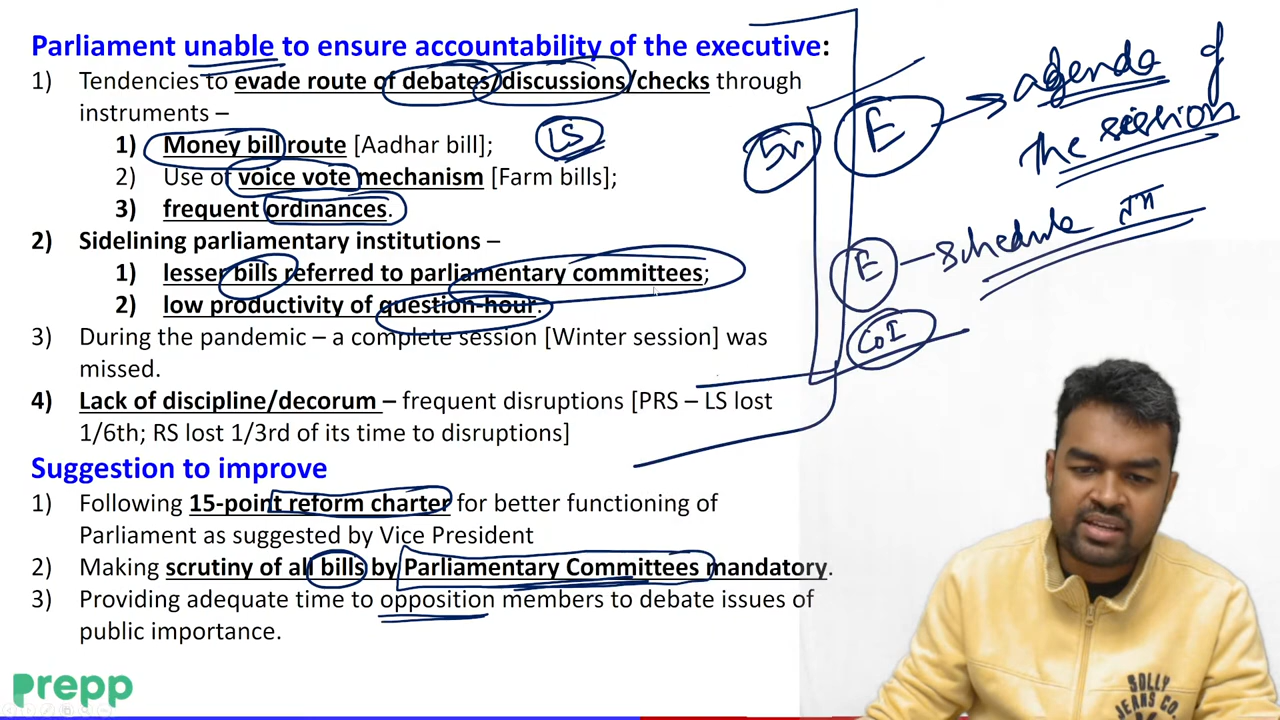 Parliament unable to ensure accountability of the executive:
1) Tendencies to evade route of debates/discussions/checks through
instruments –
1) Money bill route [Aadhar bill];
LS
2) Use of voice vote mechanism [Farm bills];
3) frequent ordinances.
2) Sidelining parliamentary institutions –
1) lesser bills referred to parliamentary committees;
2) low productivity of question-hour.
3) During the pandemic – a complete session [Winter session] was
missed.
4) Lack of discipline/decorum – frequent disruptions [PRS – LS lost
1/6th; RS lost 1/3rd of its time to disruptions]
Suggestion to improve
1) Following 15-point reform charter for better functioning of
Parliament as suggested by Vice President
2) Making scrutiny of all bills by Parliamentary Committees mandatory.
3) Providing adequate time to opposition members to debate issues of
public importance.
E → agenda of
the session
E – schedule
CoI
prepp
SOLLY
JEANS CO.